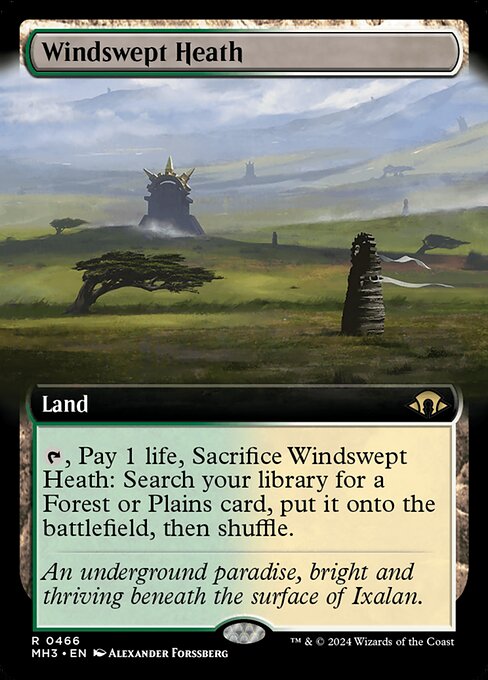 Windswept Heath
Land
, Pay 1 life, Sacrifice Windswept
Heath: Search your library for a
Forest or Plains card, put it onto the
battlefield, then shuffle.
An underground paradise, bright and
thriving beneath the surface of Ixalan.
R 0466
MH3 • EN ALEXANDER FORSSBERG
™ & © 2024 Wizards of the Coast